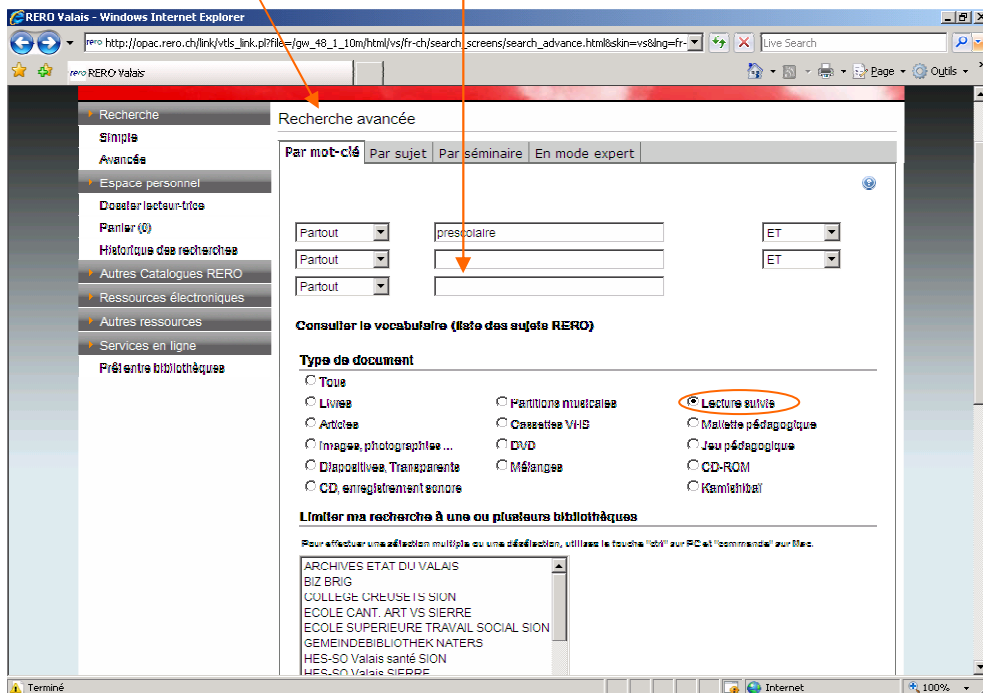 RERO Valais - Windows Internet Explorer
rero http://opac.rero.ch/link/vtls_link.pl?file=/gw_48_1_10m/html/vs/fr-ch/search_screens/search_advance.html&skin=vs&lng=fr- Live Search
rero RERO Valais Page Outils
Recherche
Simple
Avancée
Espace personnel
Dossier lecteur-trice
Panier (0)
Historique des recherches
Autres Catalogues RERO
Ressources électroniques
Autres ressources
Services en ligne
Prêt entre bibliothèques
Recherche avancée
Par mot-clé Par sujet Par séminaire En mode expert
Partout prescolaire ET
Partout ET
Partout
Consulter le vocabulaire (liste des sujets RERO)
Type de document
Tous
Livres Partitions musicales Lecture suivie
Articles Cassettes VHS Mallette pédagogique
Images, photographies ... DVD Jeu pédagogique
Diapositives, Transparents Mélanges CD-ROM
CD, enregistrement sonore Kamishibaï
Limiter ma recherche à une ou plusieurs bibliothèques
Pour effectuer une sélection multiple ou une désélection, utilisez la touche "ctrl" sur PC et "commande" sur Mac.
ARCHIVES ETAT DU VALAIS
BIZ BRIG
COLLEGE CREUSETS SION
ECOLE CANT. ART VS SIERRE
ECOLE SUPERIEURE TRAVAIL SOCIAL SION
GEMEINDEBIBLIOTHEK NATERS
HES-SO Valais santé SION
HES-SO Valais SIERRE
Terminé Internet 100%